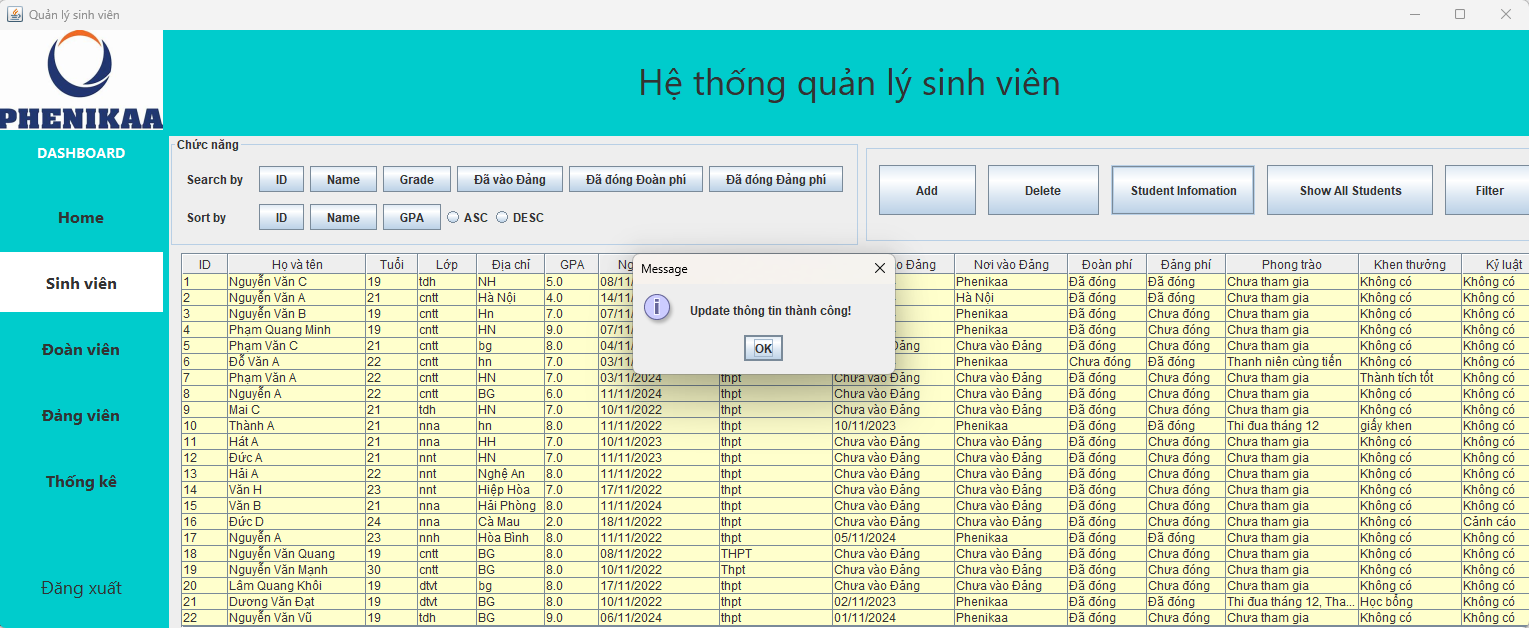 Quản lý sinh viên
PHENIKAA
Hệ thống quản lý sinh viên
DASHBOARD
Home
Sinh viên
Đoàn viên
Đảng viên
Thống kê
Đăng xuất
Chức năng
Search by ID Name Grade Đã vào Đảng Đã đóng Đoàn phí Đã đóng Đảng phí
Sort by ID Name GPA ASC DESC
Add Delete Student Infomation Show All Students Filter
Message
Update thông tin thành công!
OK
ID Họ và tên Tuổi Lớp Địa chỉ GPA Ng o Đảng Nơi vào Đảng Đoàn phí Đảng phí Phong trào Khen thưởng Kỷ luật
1 Nguyễn Văn C 19 tdh NH 5.0 08/11/ Phenikaa Đã đóng Đã đóng Chưa tham gia Không có Không có
2 Nguyễn Văn A 21 cntt Hà Nội 4.0 14/11/ Hà Nội Đã đóng Đã đóng Chưa tham gia Không có Không có
3 Nguyễn Văn B 19 cntt Hn 7.0 07/11/ Phenikaa Đã đóng Đã đóng Chưa tham gia Không có Không có
4 Phạm Quang Minh 19 cntt HN 9.0 07/11/ Phenikaa Đã đóng Đã đóng Chưa tham gia Không có Không có
5 Phạm Văn C 21 cntt bg 8.0 04/11/ Đảng Chưa vào Đảng Đã đóng Chưa đóng Chưa tham gia Không có Không có
6 Đỗ Văn A 22 cntt hn 7.0 03/11/ Phenikaa Chưa đóng Đã đóng Thanh niên cùng tiến Không có Không có
7 Phạm Văn A 22 cntt HN 7.0 03/11/2024 thpt Chưa vào Đảng Chưa vào Đảng Đã đóng Chưa đóng Chưa tham gia Thành tích tốt Không có
8 Nguyễn A 22 cntt BG 6.0 11/11/2024 thpt Chưa vào Đảng Chưa vào Đảng Đã đóng Chưa đóng Chưa tham gia Không có Không có
9 Mai C 21 tdh HN 7.0 10/11/2022 thpt Chưa vào Đảng Chưa vào Đảng Đã đóng Chưa đóng Chưa tham gia Không có Không có
10 Thành A 21 nna hn 8.0 11/11/2022 thpt 10/11/2023 Phenikaa Đã đóng Đã đóng Thi đua tháng 12 giấy khen Không có
11 Hát A 21 nna HH 7.0 10/11/2023 thpt Chưa vào Đảng Chưa vào Đảng Đã đóng Chưa đóng Chưa tham gia Không có Không có
12 Đức A 21 nnt HN 7.0 11/11/2023 thpt Chưa vào Đảng Chưa vào Đảng Đã đóng Chưa đóng Chưa tham gia Không có Không có
13 Hải A 22 nnt Nghệ An 8.0 11/11/2022 thpt Chưa vào Đảng Chưa vào Đảng Đã đóng Chưa đóng Chưa tham gia Không có Không có
14 Văn H 23 nnt Hiệp Hòa 7.0 17/11/2022 thpt Chưa vào Đảng Chưa vào Đảng Đã đóng Chưa đóng Chưa tham gia Không có Không có
15 Văn B 21 nna Hải Phòng 8.0 11/11/2024 thpt Chưa vào Đảng Chưa vào Đảng Đã đóng Chưa đóng Chưa tham gia Không có Không có
16 Đức D 24 nna Cà Mau 2.0 18/11/2022 thpt Chưa vào Đảng Chưa vào Đảng Đã đóng Chưa đóng Chưa tham gia Không có Cảnh cáo
17 Nguyễn A 23 nnh Hòa Bình 8.0 11/11/2022 thpt 05/11/2024 Phenikaa Đã đóng Đã đóng Chưa tham gia Không có Không có
18 Nguyễn Văn Quang 19 cntt BG 8.0 08/11/2022 THPT Chưa vào Đảng Chưa vào Đảng Đã đóng Chưa đóng Chưa tham gia Không có Không có
19 Nguyễn Văn Mạnh 30 cntt BG 8.0 10/11/2022 Thpt Chưa vào Đảng Chưa vào Đảng Đã đóng Chưa đóng Chưa tham gia Không có Không có
20 Lâm Quang Khôi 19 dtvt bg 8.0 17/11/2022 thpt Chưa vào Đảng Chưa vào Đảng Đã đóng Chưa đóng Chưa tham gia Không có Không có
21 Dương Văn Đạt 19 dtvt BG 8.0 10/11/2022 thpt 02/11/2023 Phenikaa Đã đóng Đã đóng Thi đua tháng 12, Tha... Học bổng Không có
22 Nguyễn Văn Vũ 19 tdh BG 9.0 06/11/2024 thpt 01/11/2024 Phenikaa Đã đóng Chưa đóng Chưa tham gia Không có Không có